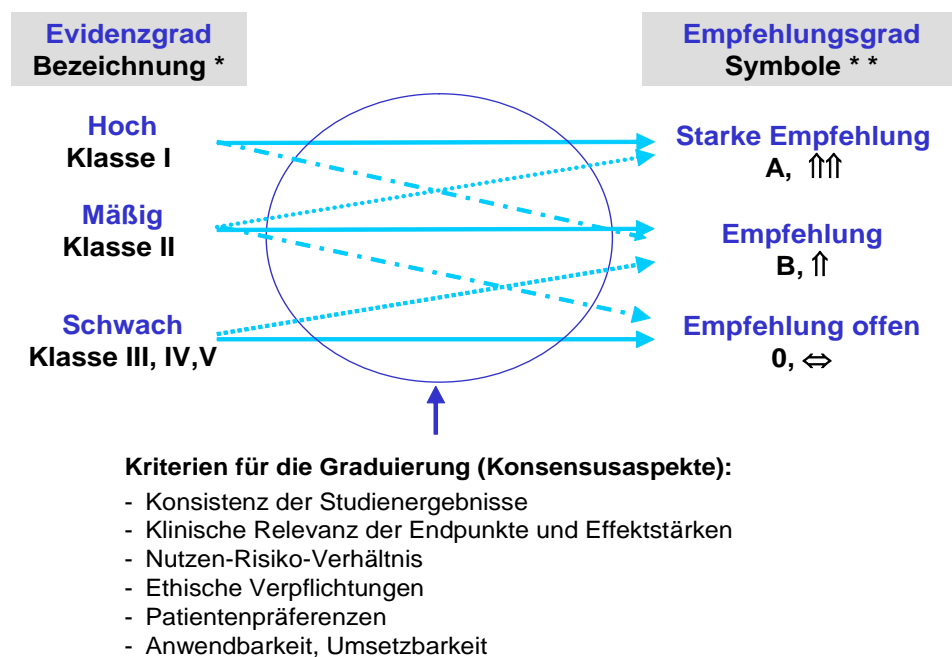 Evidenzgrad
Bezeichnung *
Empfehlungsgrad
Symbole * *
Hoch
Klasse I
Starke Empfehlung
A, ⇑⇑
Mäßig
Klasse II
Empfehlung
B, ⇑
Schwach
Klasse III, IV,V
Empfehlung offen
0, ⇔
Kriterien für die Graduierung (Konsensusaspekte):
- Konsistenz der Studienergebnisse
- Klinische Relevanz der Endpunkte und Effektstärken
- Nutzen-Risiko-Verhältnis
- Ethische Verpflichtungen
- Patientenpräferenzen
- Anwendbarkeit, Umsetzbarkeit